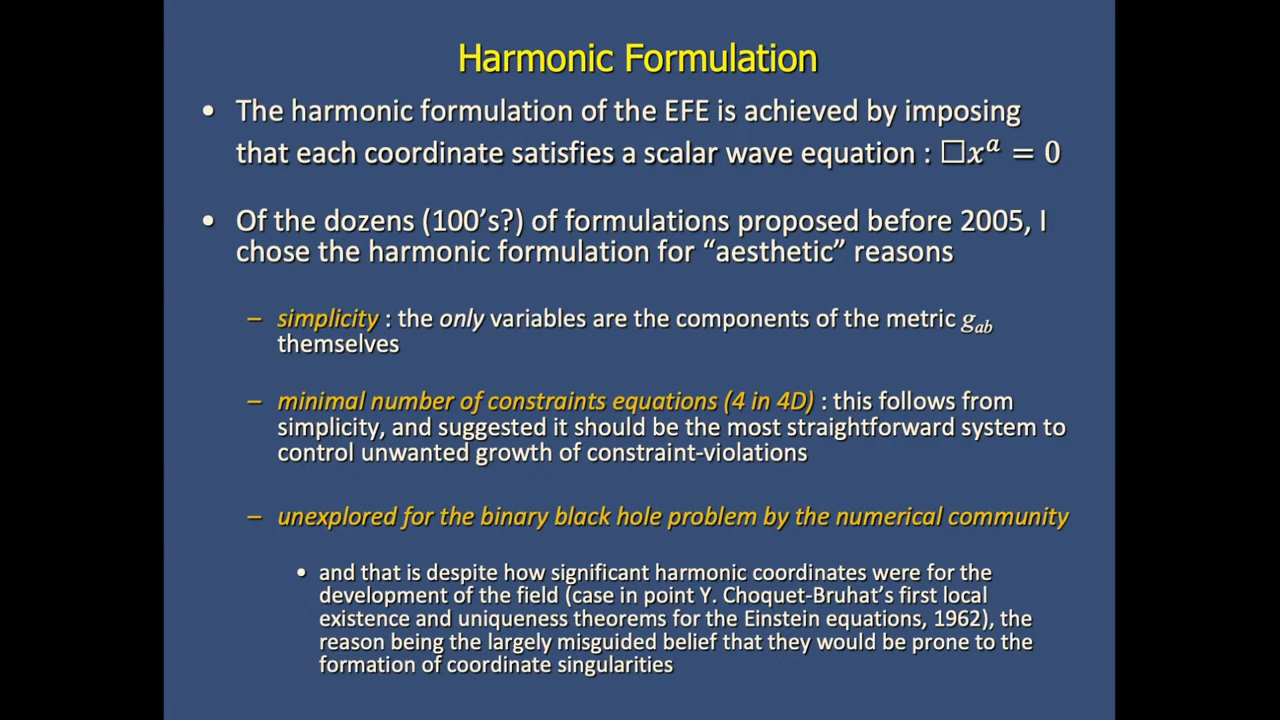 Harmonic Formulation
• The harmonic formulation of the EFE is achieved by imposing
that each coordinate satisfies a scalar wave equation : □xᵃ = 0
• Of the dozens (100's?) of formulations proposed before 2005, I
chose the harmonic formulation for “aesthetic” reasons
– simplicity : the only variables are the components of the metric gₐb
themselves
– minimal number of constraints equations (4 in 4D) : this follows from
simplicity, and suggested it should be the most straightforward system to
control unwanted growth of constraint-violations
– unexplored for the binary black hole problem by the numerical community
• and that is despite how significant harmonic coordinates were for the
development of the field (case in point Y. Choquet-Bruhat’s first local
existence and uniqueness theorems for the Einstein equations, 1962), the
reason being the largely misguided belief that they would be prone to the
formation of coordinate singularities